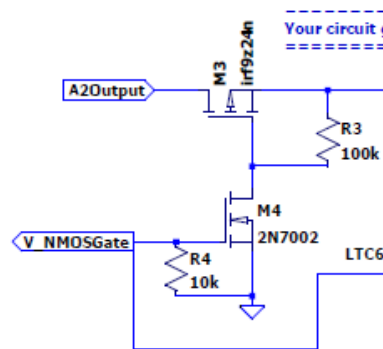 Your circuit g
A2Output
M3
irf9z24n
R3
100k
M4
2N7002
V_NMOSGate
R4
10k
LTC6